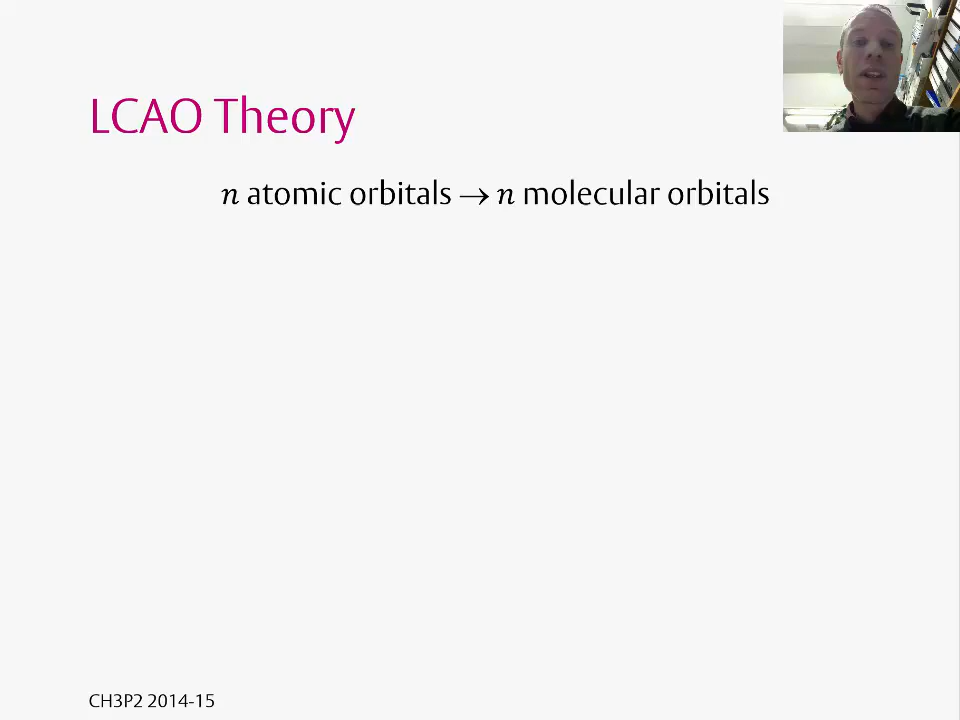 LCAO Theory
n atomic orbitals → n molecular orbitals
CH3P2 2014-15